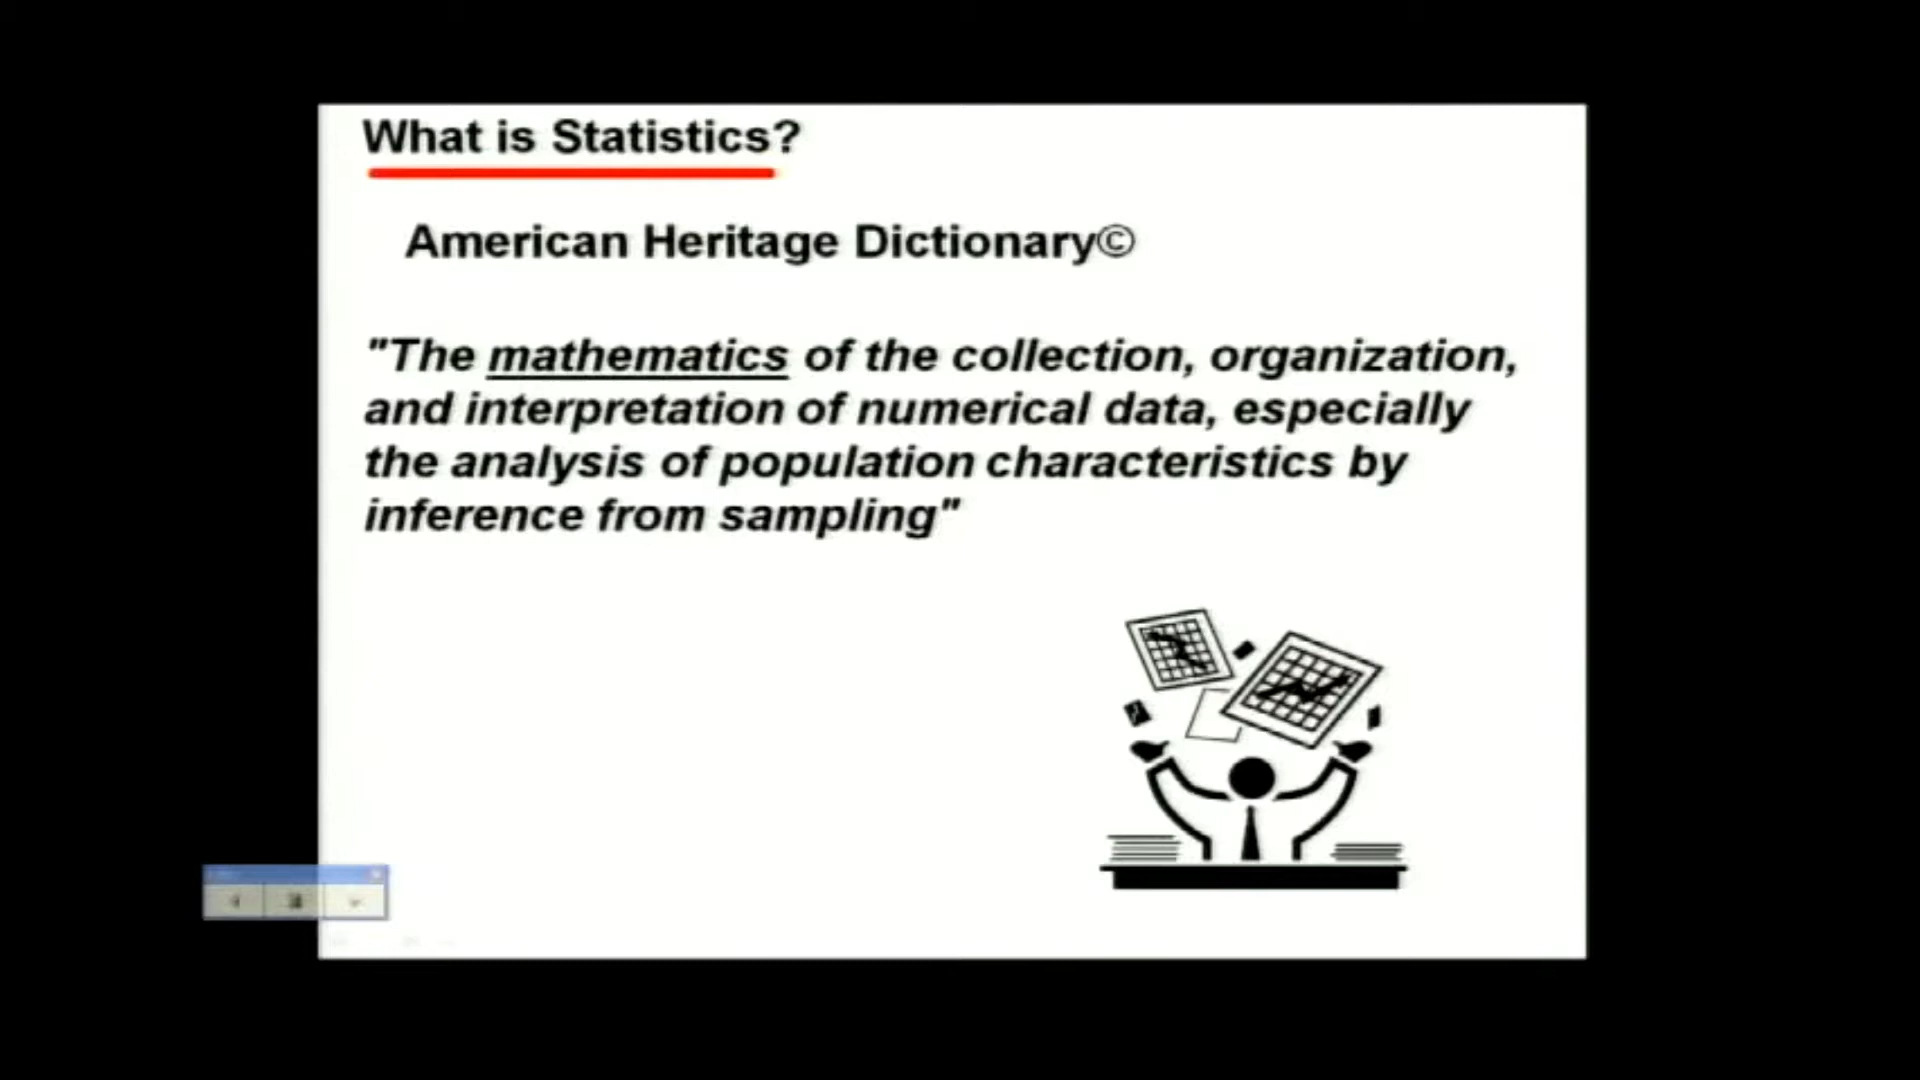 What is Statistics?
American Heritage Dictionary©
"The mathematics of the collection, organization,
and interpretation of numerical data, especially
the analysis of population characteristics by
inference from sampling"